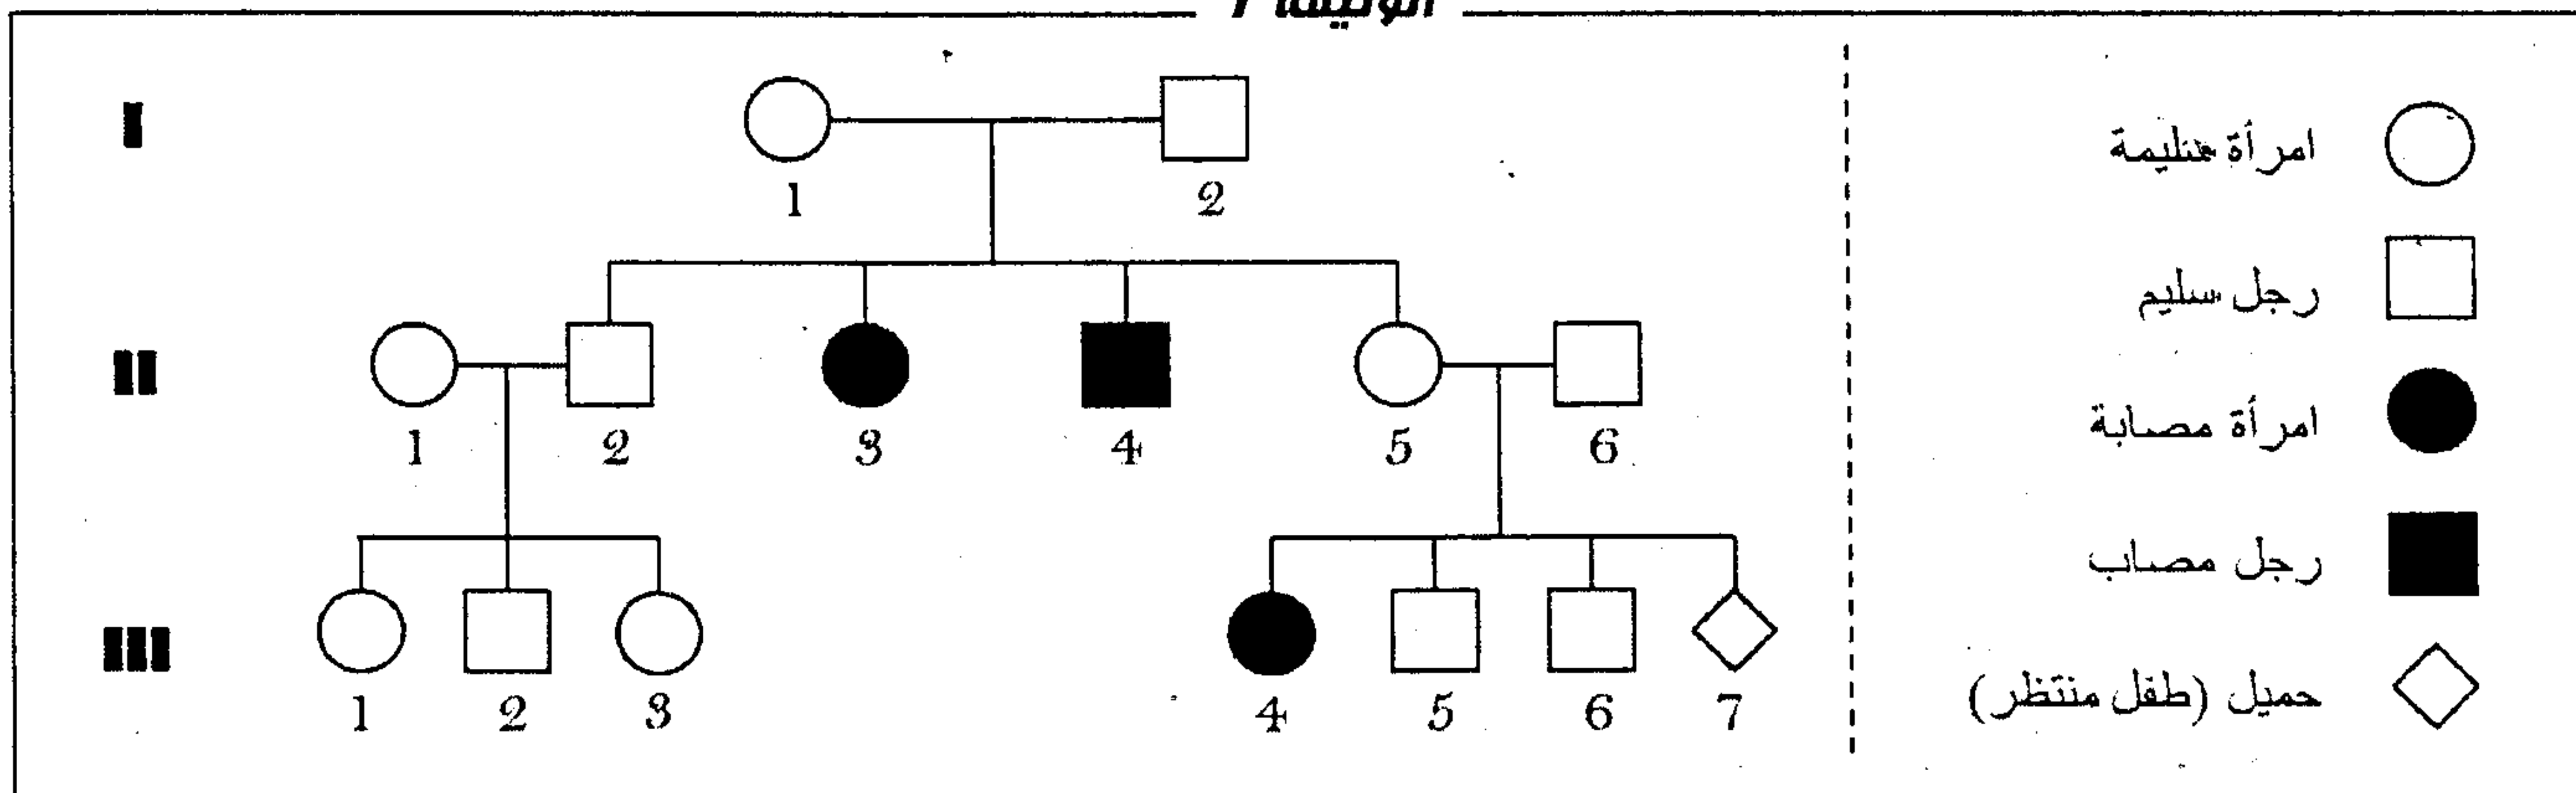 I
1 2
II
1 2 3 4 5 6
III
1 2 3 4 5 6 7
امرأة سليمة
رجل سليم
امرأة مصابة
رجل مصاب
حميل (طفل منتظر)